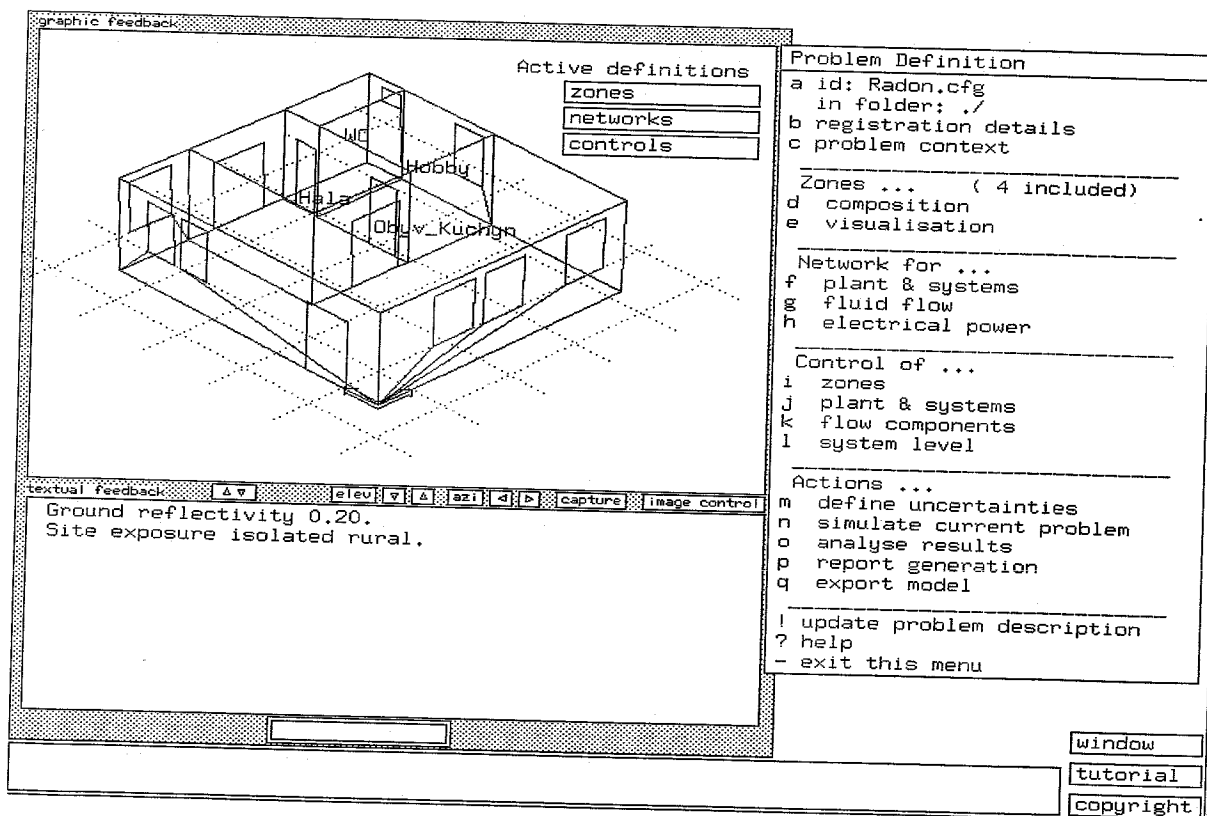 graphic feedback
Active definitions
zones
networks
controls
WC
Hobby
Hala
Obyv_Kuchyn
textual feedback
elev
azi
capture
image control
Ground reflectivity 0.20.
Site exposure isolated rural.
Problem Definition
a id: Radon.cfg
in folder: ./
b registration details
c problem context
Zones ... ( 4 included)
d composition
e visualisation
Network for ...
f plant & systems
g fluid flow
h electrical power
Control of ...
i zones
j plant & systems
k flow components
l system level
Actions ...
m define uncertainties
n simulate current problem
o analyse results
p report generation
q export model
! update problem description
? help
- exit this menu
window
tutorial
copyright